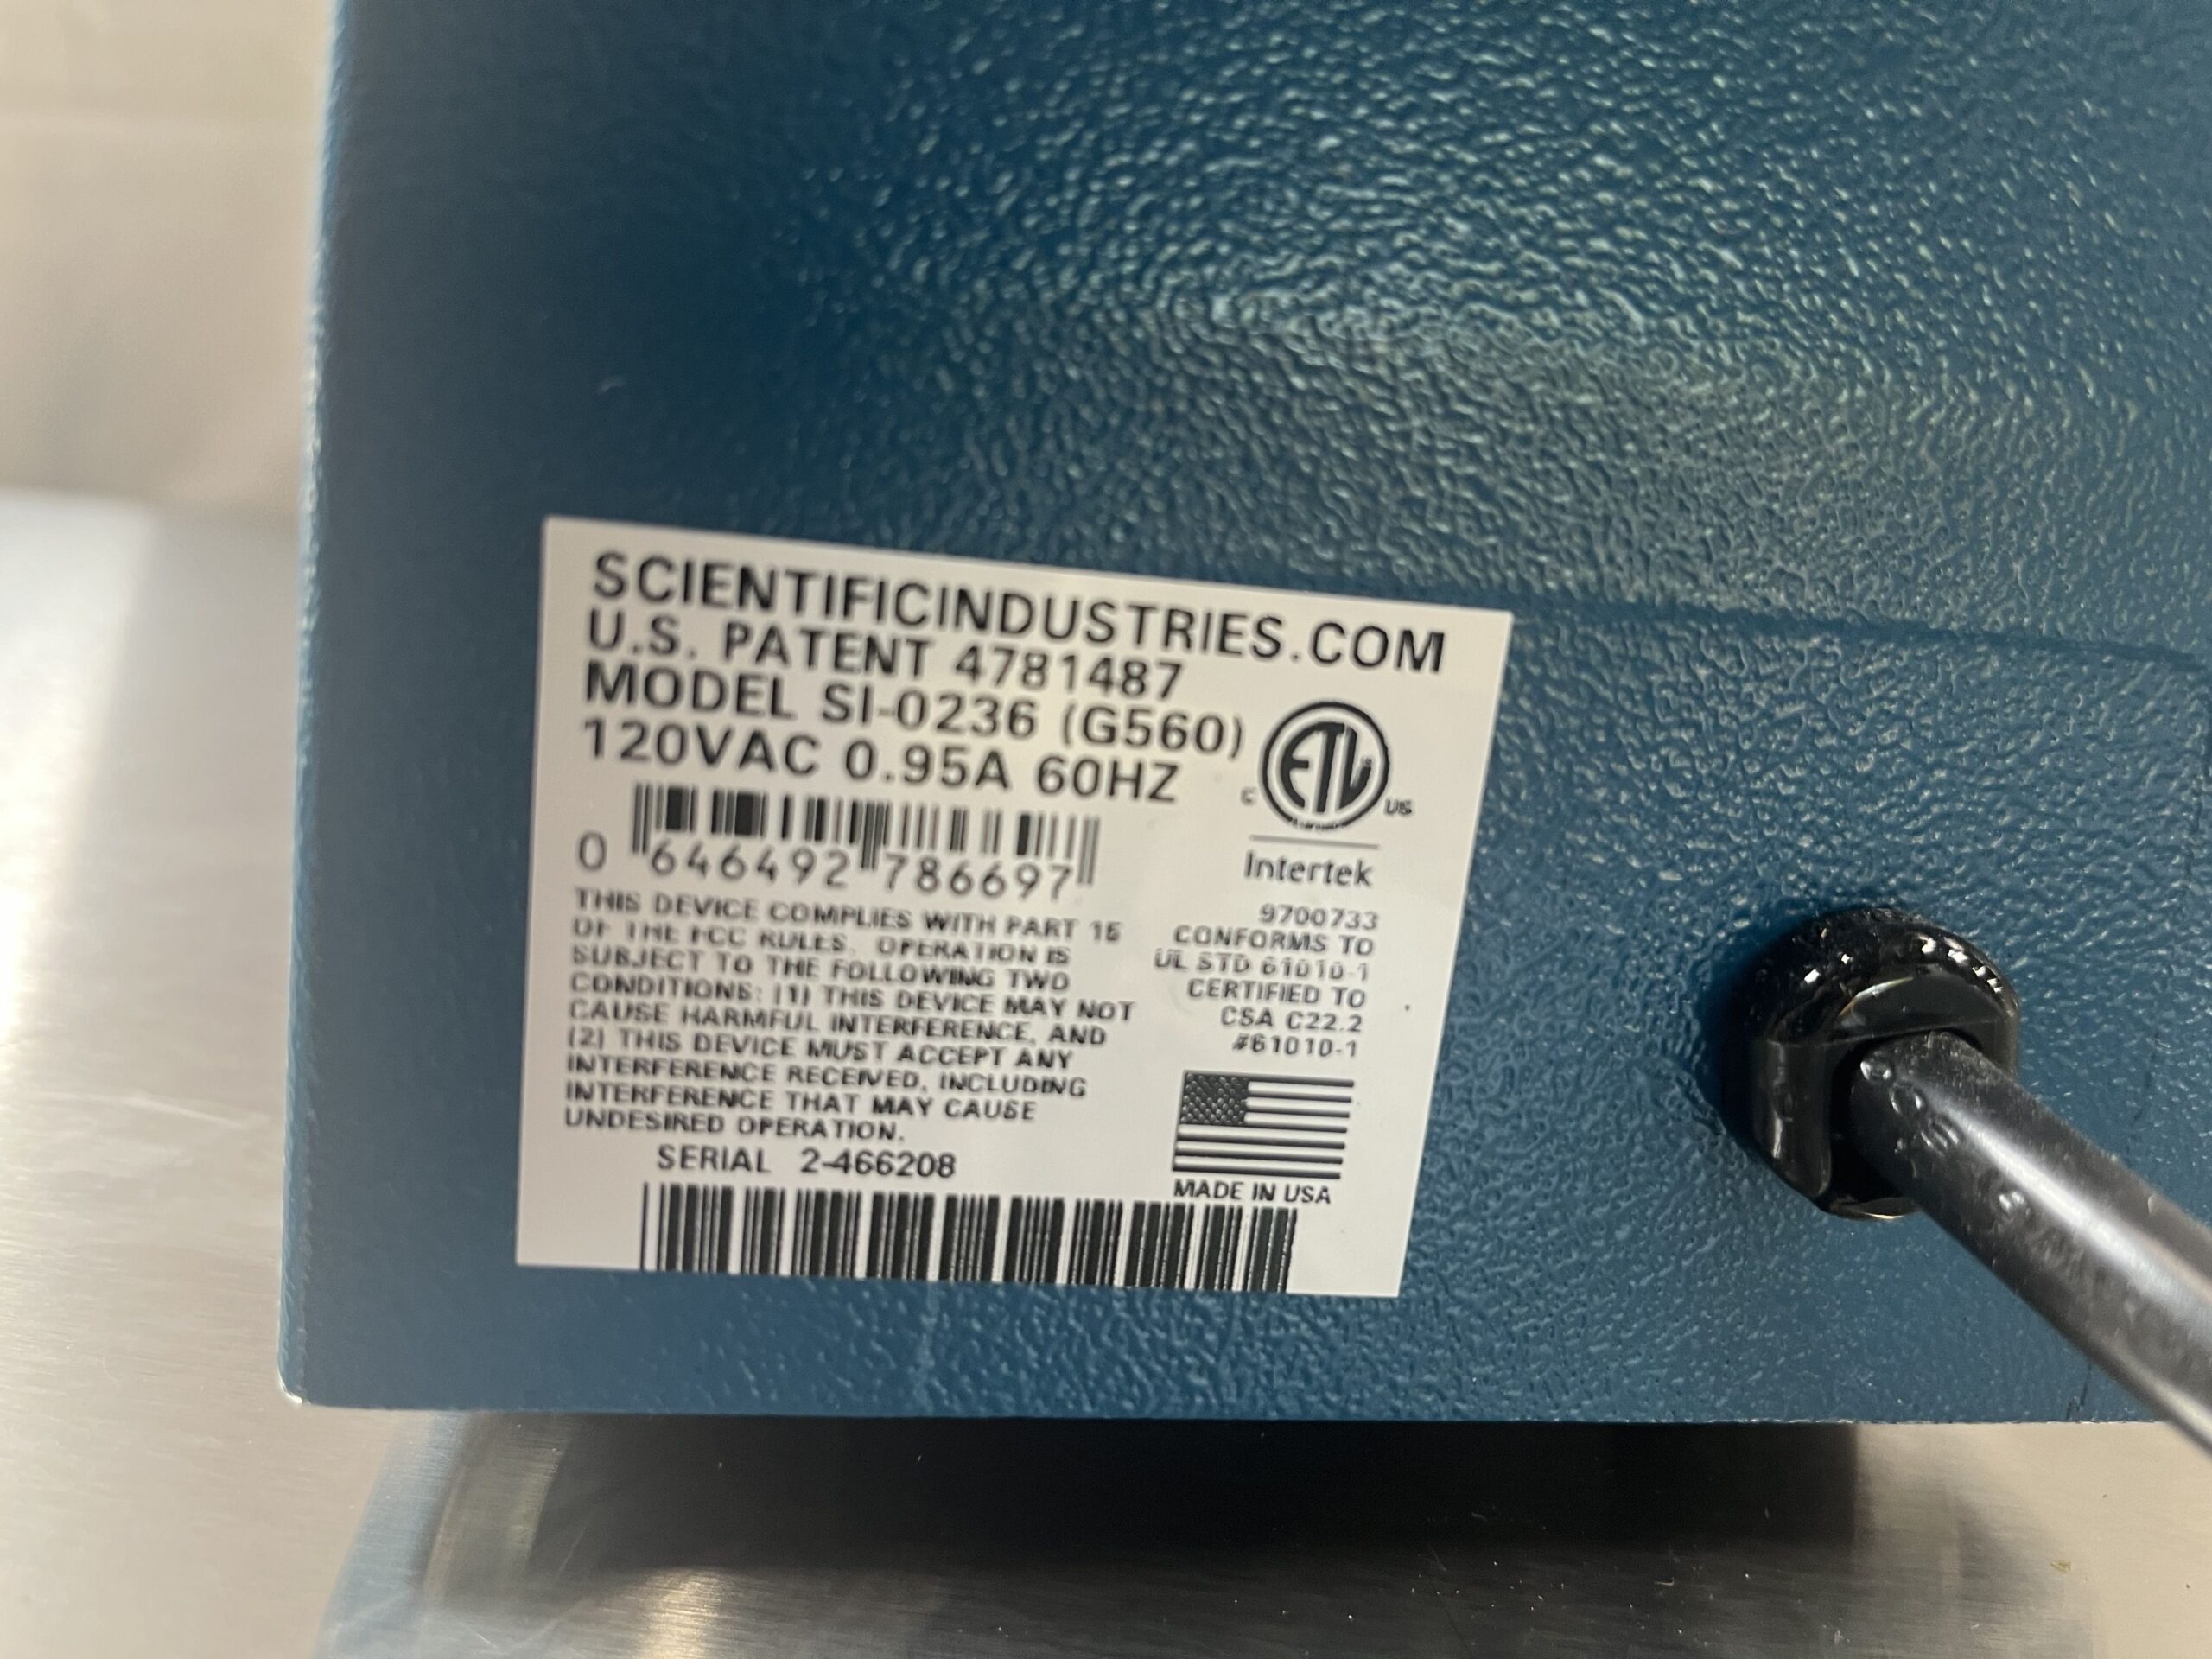 SCIENTIFICINDUSTRIES.COM
U.S. PATENT 4781487
MODEL SI-0236 (G560)
120VAC 0.95A 60HZ
ETL
C US
Intertek
0 646492 786697
9700733
CONFORMS TO
UL STD 61010-1
CERTIFIED TO
CSA C22.2
#61010-1
THIS DEVICE COMPLIES WITH PART 15
OF THE FCC RULES. OPERATION IS
SUBJECT TO THE FOLLOWING TWO
CONDITIONS: (1) THIS DEVICE MAY NOT
CAUSE HARMFUL INTERFERENCE, AND
(2) THIS DEVICE MUST ACCEPT ANY
INTERFERENCE RECEIVED, INCLUDING
INTERFERENCE THAT MAY CAUSE
UNDESIRED OPERATION.
SERIAL 2-466208
MADE IN USA